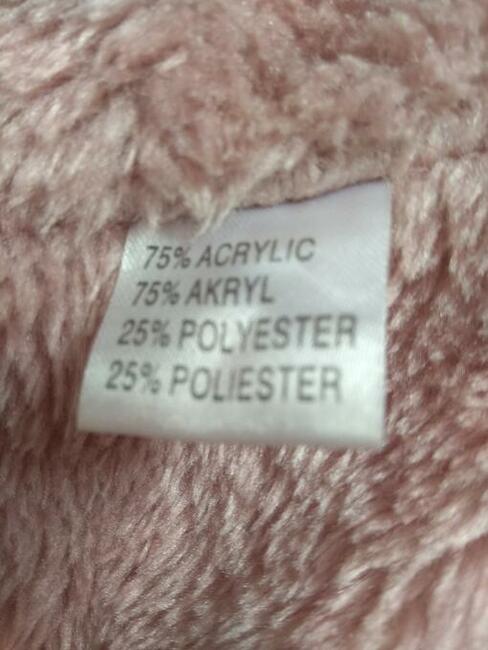 75% ACRYLIC
75% AKRYL
25% POLYESTER
25% POLIESTER